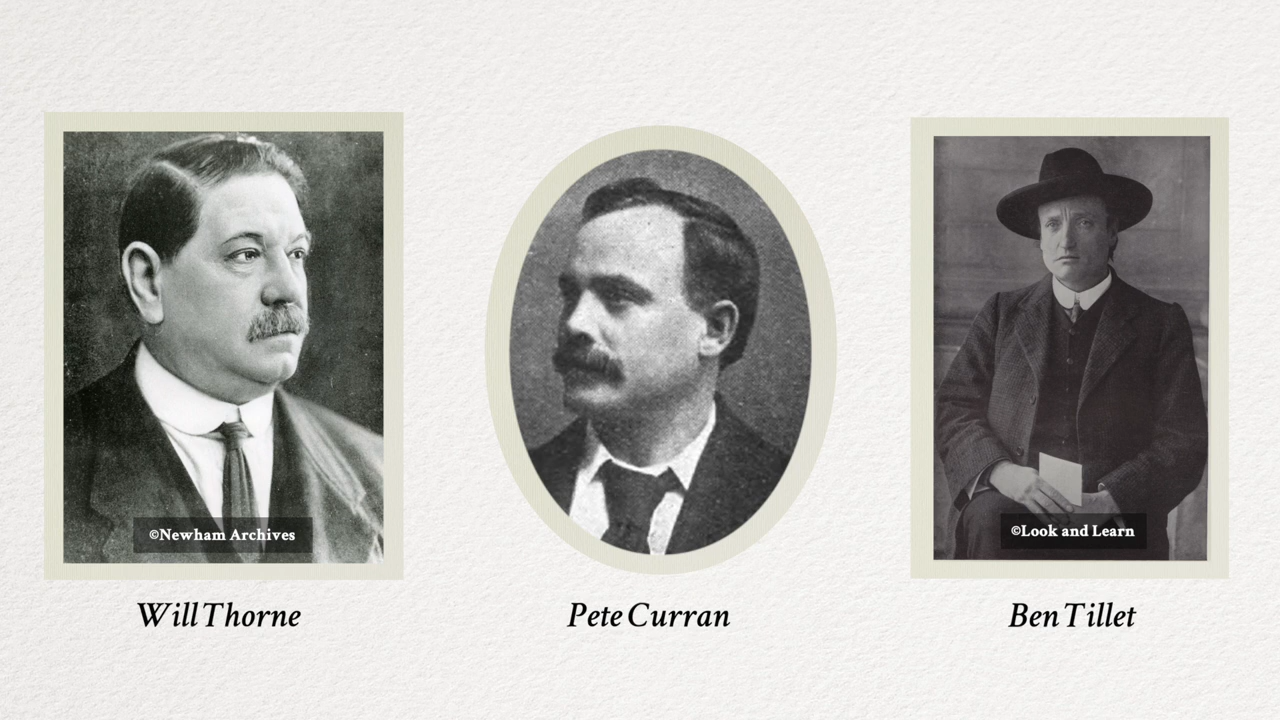 ©Newham Archives
©Look and Learn
Will Thorne
Pete Curran
Ben Tillet